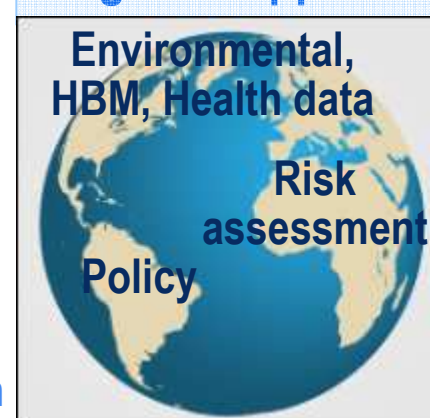 Environmental,
HBM, Health data
Risk
assessment
Policy